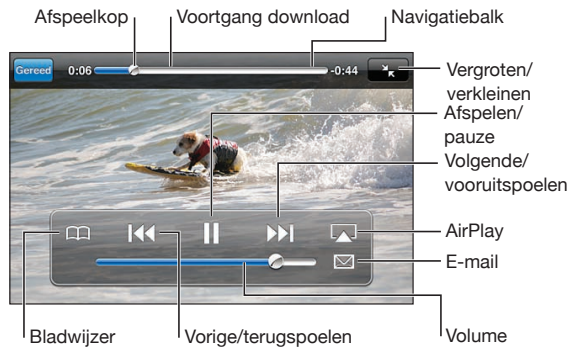 Afspeelkop
Voortgang download
Navigatiebalk
Gereed
0:06
-0:44
Vergroten/
verkleinen
Afspelen/
pauze
Volgende/
vooruitspoelen
AirPlay
E-mail
Bladwijzer
Vorige/terugspoelen
Volume